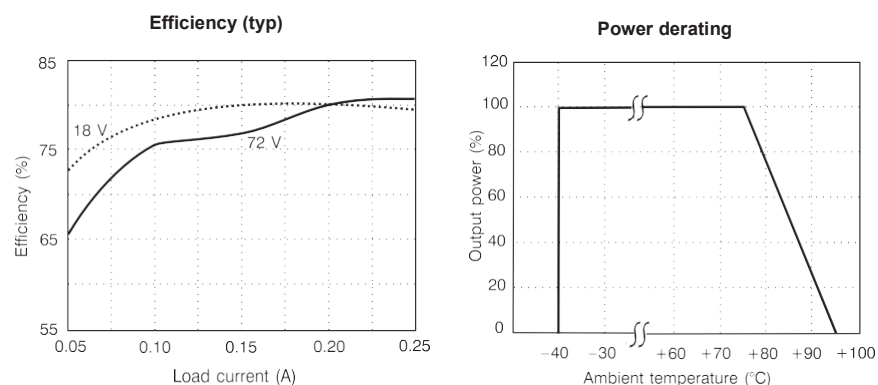 Efficiency (typ)
85
75
65
55
0.05 0.10 0.15 0.20 0.25
18 V
72 V
Efficiency (%)
Load current (A)
Power derating
120
100
80
60
40
20
0
−40 −30 +60 +70 +80 +90 +100
Output power (%)
Ambient temperature (°C)